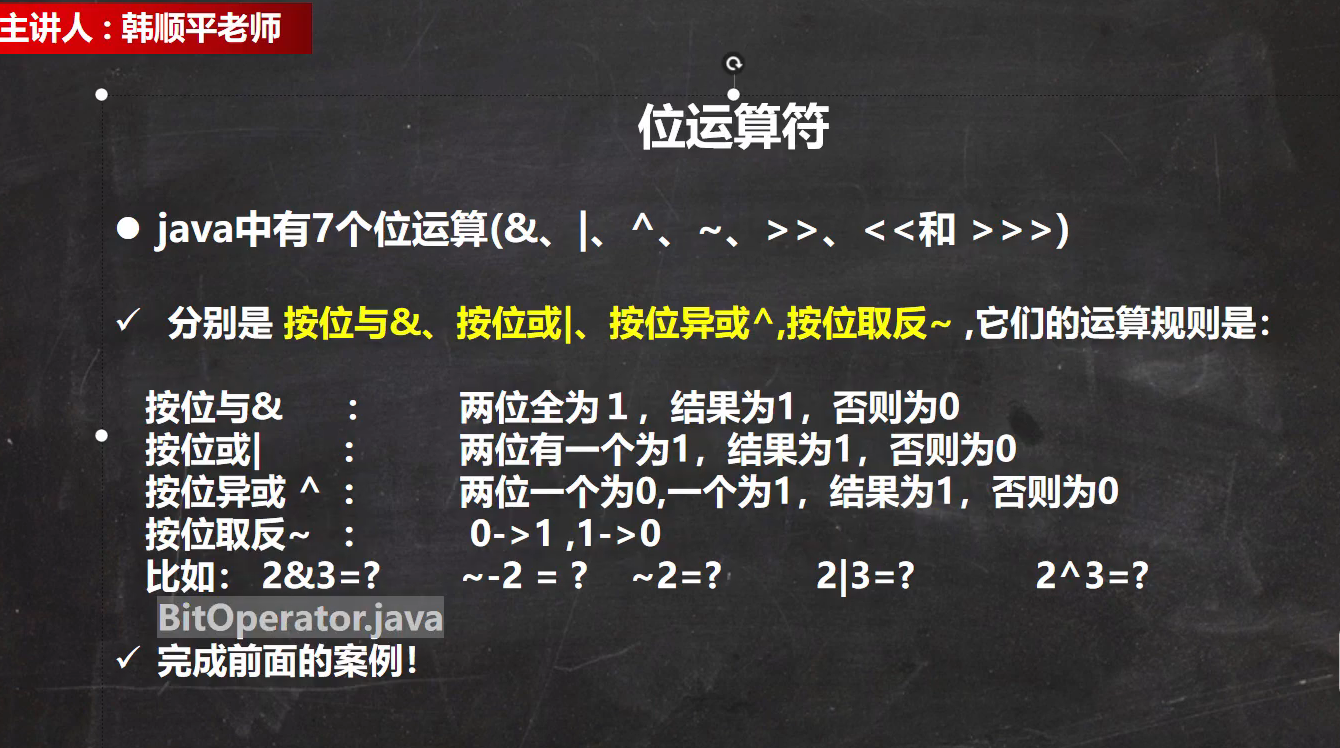 主讲人：韩顺平老师
位运算符
● java中有7个位运算(&、|、^、~、>>、<<和 >>>)
✓ 分别是 按位与&、按位或|、按位异或^,按位取反~ ,它们的运算规则是：
按位与& ： 两位全为１，结果为1，否则为0
按位或| ： 两位有一个为1，结果为1，否则为0
按位异或 ^ ： 两位一个为0,一个为1，结果为1，否则为0
按位取反~ ： 0->1 ,1->0
比如： 2&3=? ~-2 = ? ~2=? 2|3=? 2^3=?
BitOperator.java
✓ 完成前面的案例！